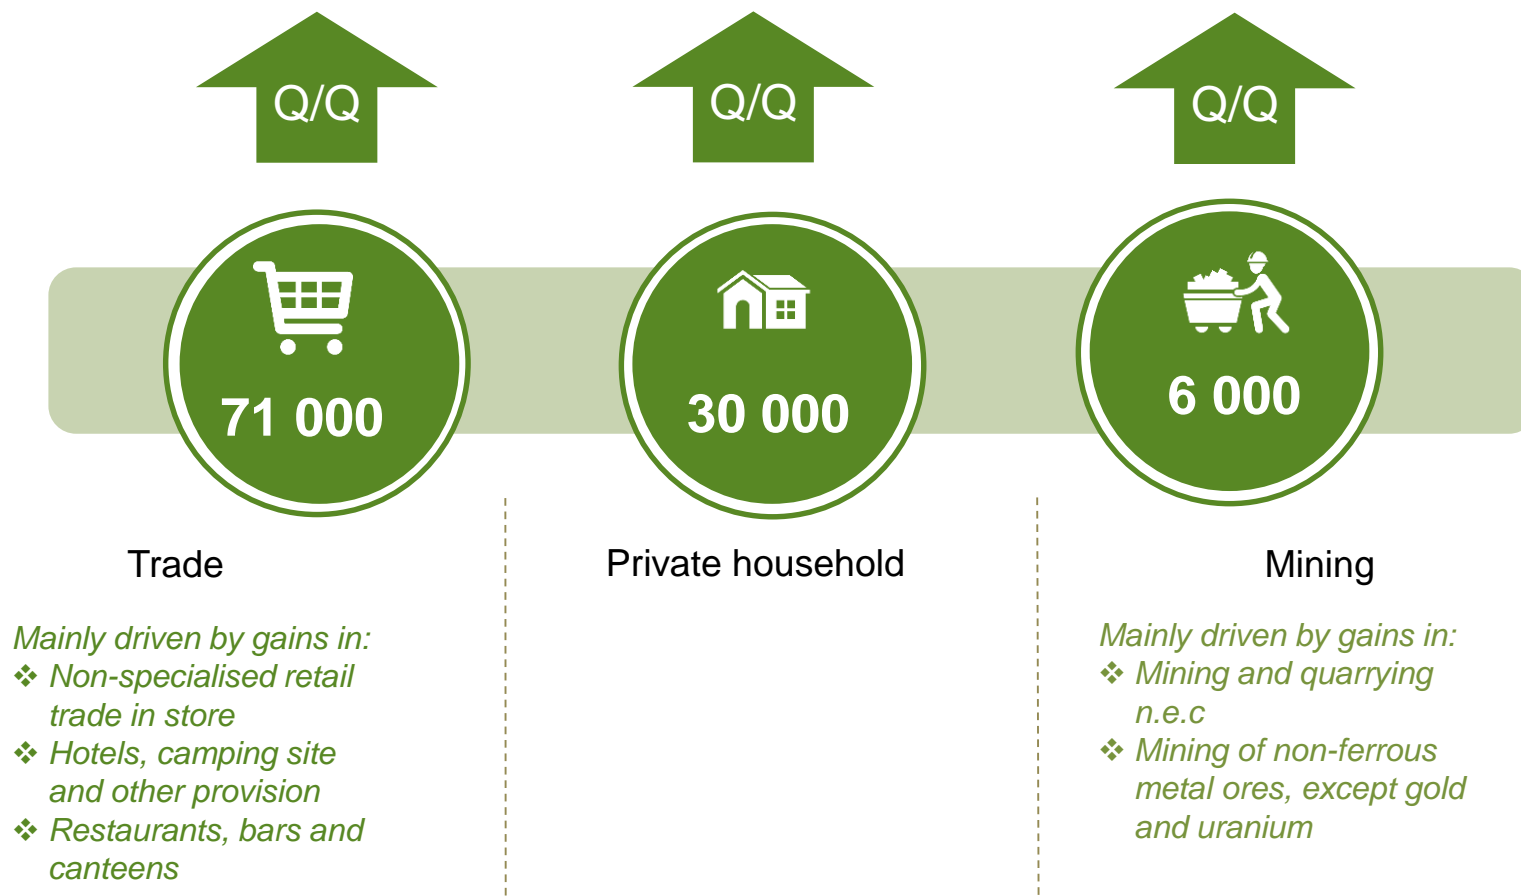 Q/Q
Q/Q
Q/Q
71 000
30 000
6 000
Trade
Private household
Mining
Mainly driven by gains in:
❖ Non-specialised retail
trade in store
❖ Hotels, camping site
and other provision
❖ Restaurants, bars and
canteens
Mainly driven by gains in:
❖ Mining and quarrying
n.e.c
❖ Mining of non-ferrous
metal ores, except gold
and uranium